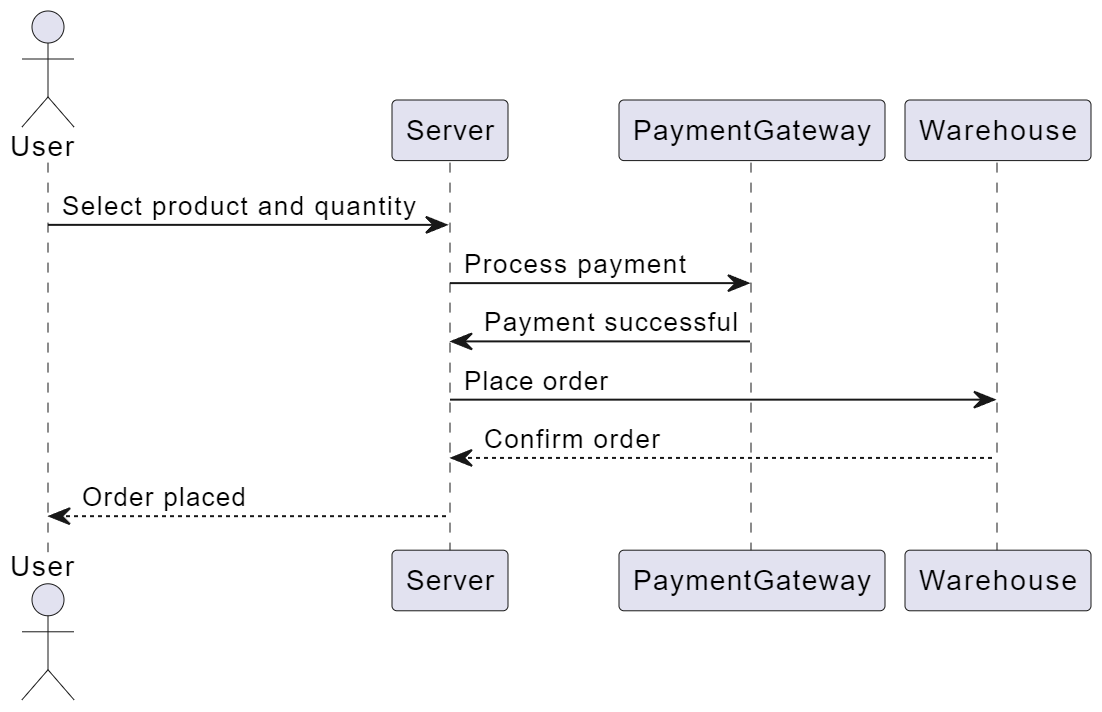 User
Server
PaymentGateway
Warehouse
Select product and quantity
Process payment
Payment successful
Place order
Confirm order
Order placed
User
Server
PaymentGateway
Warehouse